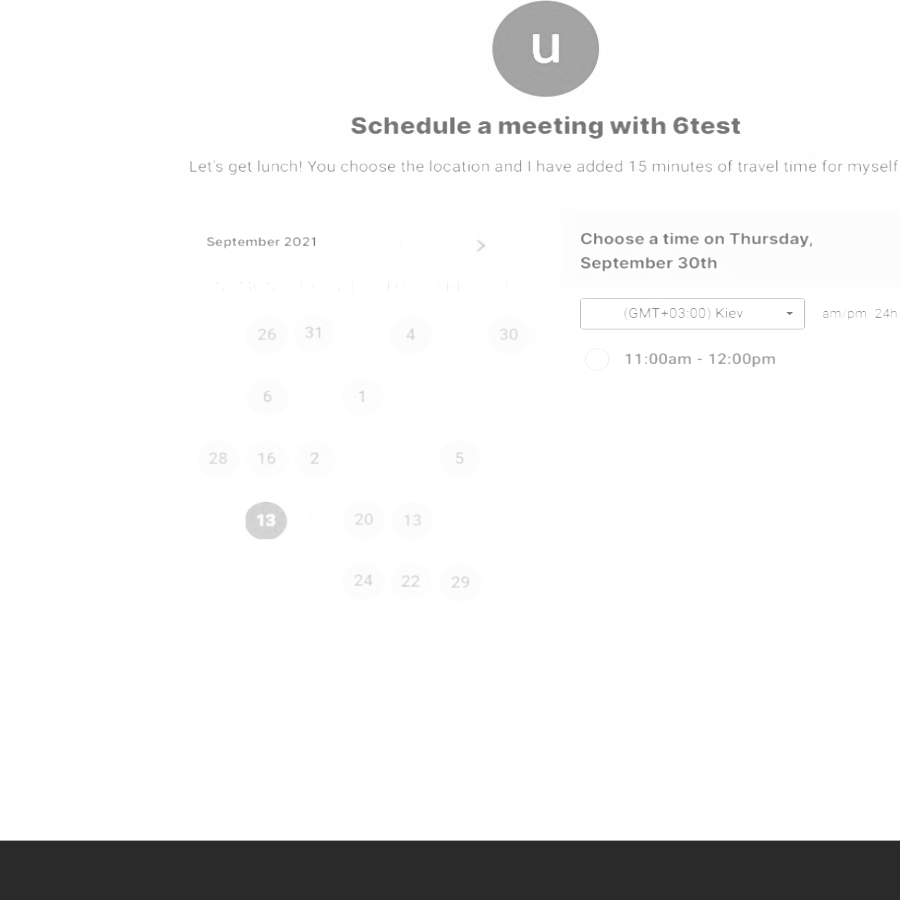 u
Schedule a meeting with 6test
Let's get lunch! You choose the location and I have added 15 minutes of travel time for myself
September 2021
Choose a time on Thursday,
September 30th
(GMT+03:00) Kiev
am/pm 24h
11:00am - 12:00pm
26 31 4 30
6 1
28 16 2 5
13 20 13
24 22 29